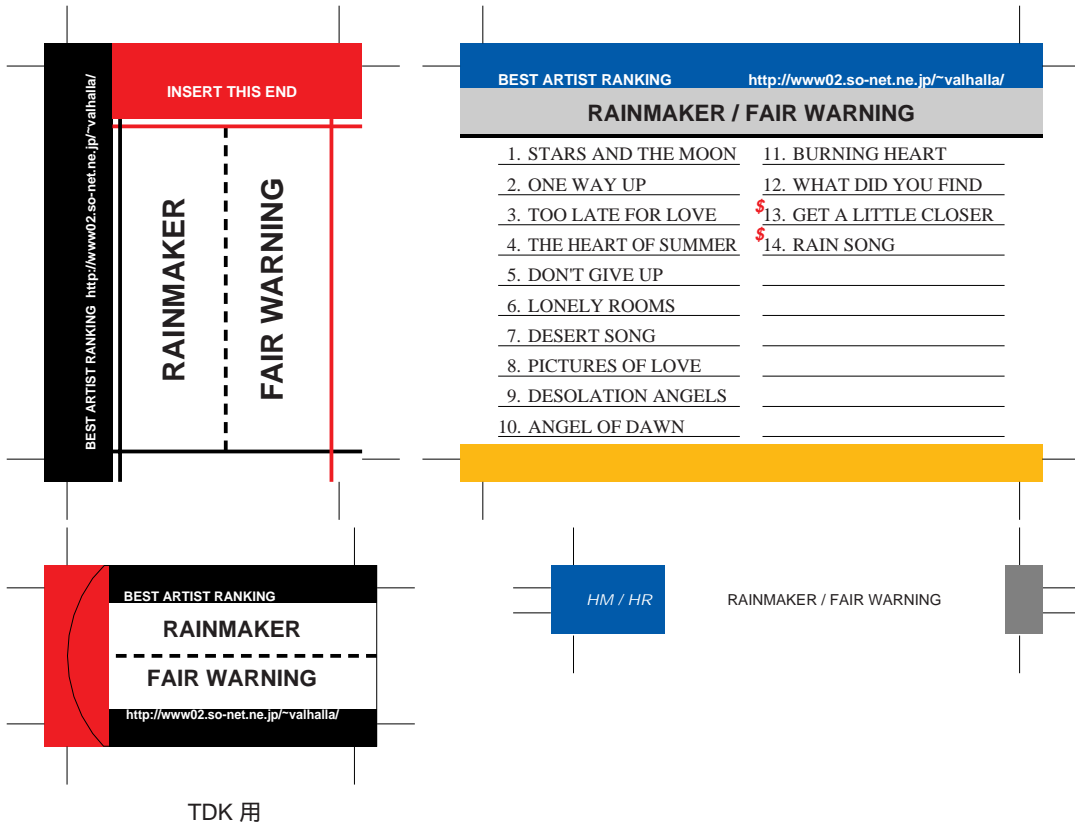 INSERT THIS END
BEST ARTIST RANKING http://www02.so-net.ne.jp/~valhalla/
RAINMAKER
FAIR WARNING
BEST ARTIST RANKING http://www02.so-net.ne.jp/~valhalla/
RAINMAKER / FAIR WARNING
1. STARS AND THE MOON
2. ONE WAY UP
3. TOO LATE FOR LOVE
4. THE HEART OF SUMMER
5. DON'T GIVE UP
6. LONELY ROOMS
7. DESERT SONG
8. PICTURES OF LOVE
9. DESOLATION ANGELS
10. ANGEL OF DAWN
11. BURNING HEART
12. WHAT DID YOU FIND
$13. GET A LITTLE CLOSER
$14. RAIN SONG
BEST ARTIST RANKING
RAINMAKER
FAIR WARNING
http://www02.so-net.ne.jp/~valhalla/
HM / HR
RAINMAKER / FAIR WARNING
TDK 用